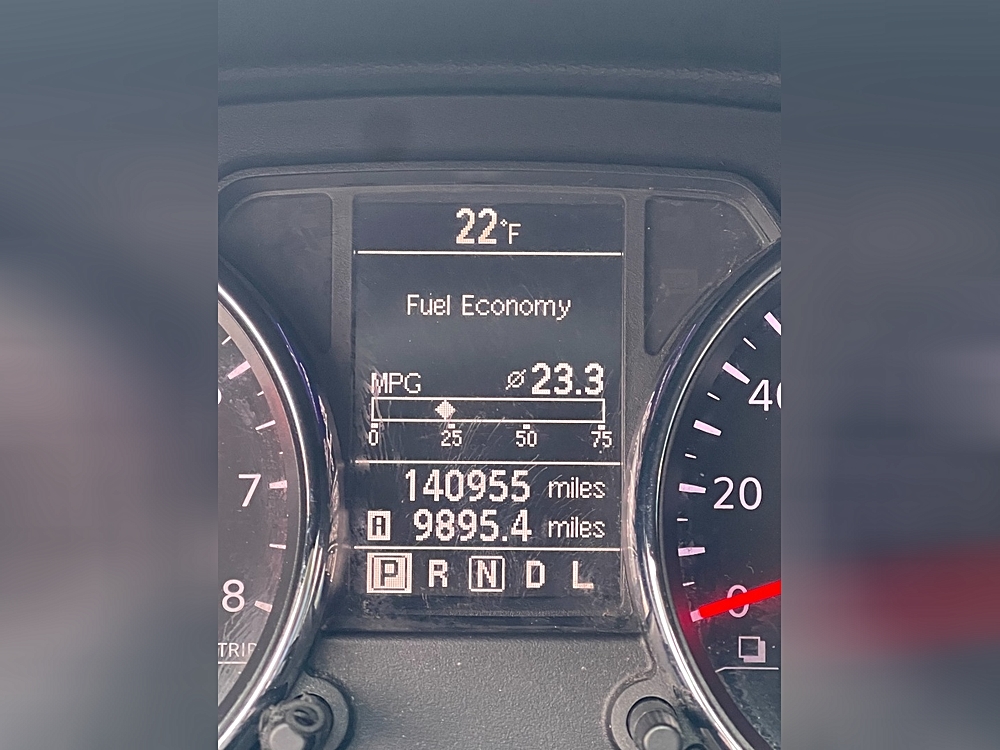 22°F
Fuel Economy
MPG ⌀23.3
0 25 50 75
140955 miles
A 9895.4 miles
P R N D L
7
8
TRIP
40
20
0